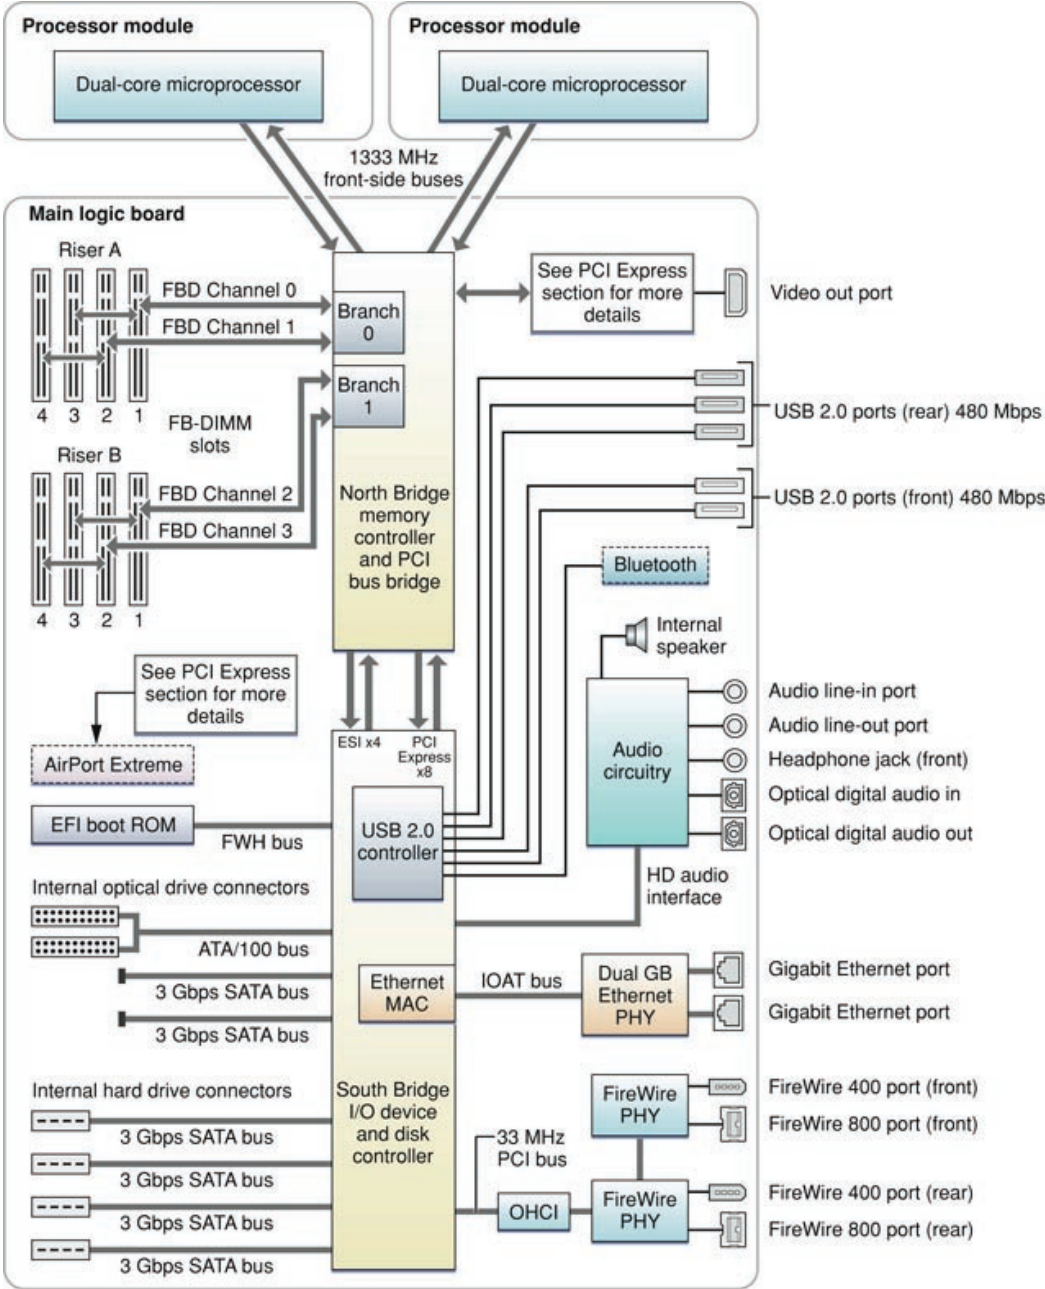 Processor module
Dual-core microprocessor
Processor module
Dual-core microprocessor
1333 MHz
front-side buses
Main logic board
Riser A
FBD Channel 0
FBD Channel 1
4 3 2 1
FB-DIMM
slots
Riser B
FBD Channel 2
FBD Channel 3
4 3 2 1
Branch
0
Branch
1
North Bridge
memory
controller
and PCI
bus bridge
See PCI Express
section for more
details
Video out port
USB 2.0 ports (rear) 480 Mbps
USB 2.0 ports (front) 480 Mbps
Bluetooth
Internal
speaker
Audio
circuitry
Audio line-in port
Audio line-out port
Headphone jack (front)
Optical digital audio in
Optical digital audio out
HD audio
interface
See PCI Express
section for more
details
AirPort Extreme
ESI x4
PCI
Express
x8
USB 2.0
controller
EFI boot ROM
FWH bus
Internal optical drive connectors
ATA/100 bus
3 Gbps SATA bus
3 Gbps SATA bus
Ethernet
MAC
IOAT bus
Dual GB
Ethernet
PHY
Gigabit Ethernet port
Gigabit Ethernet port
Internal hard drive connectors
3 Gbps SATA bus
3 Gbps SATA bus
3 Gbps SATA bus
3 Gbps SATA bus
South Bridge
I/O device
and disk
controller
33 MHz
PCI bus
OHCI
FireWire
PHY
FireWire 400 port (front)
FireWire 800 port (front)
FireWire
PHY
FireWire 400 port (rear)
FireWire 800 port (rear)